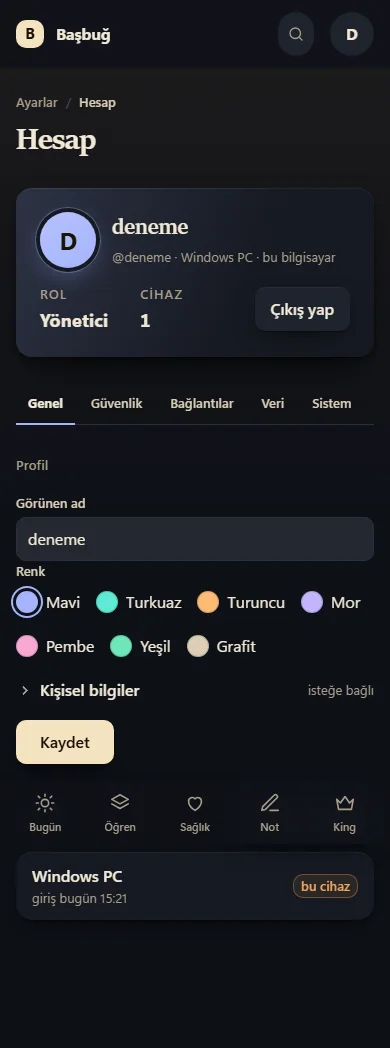 B Başbuğ D
Ayarlar / Hesap
Hesap
D
deneme
@deneme · Windows PC · bu bilgisayar
ROL CİHAZ
Yönetici 1
Çıkış yap
Genel Güvenlik Bağlantılar Veri Sistem
Profil
Görünen ad
deneme
Renk
Mavi Turkuaz Turuncu Mor
Pembe Yeşil Grafit
Kişisel bilgiler isteğe bağlı
Kaydet
Bugün Öğren Sağlık Not King
Windows PC
giriş bugün 15:21
bu cihaz